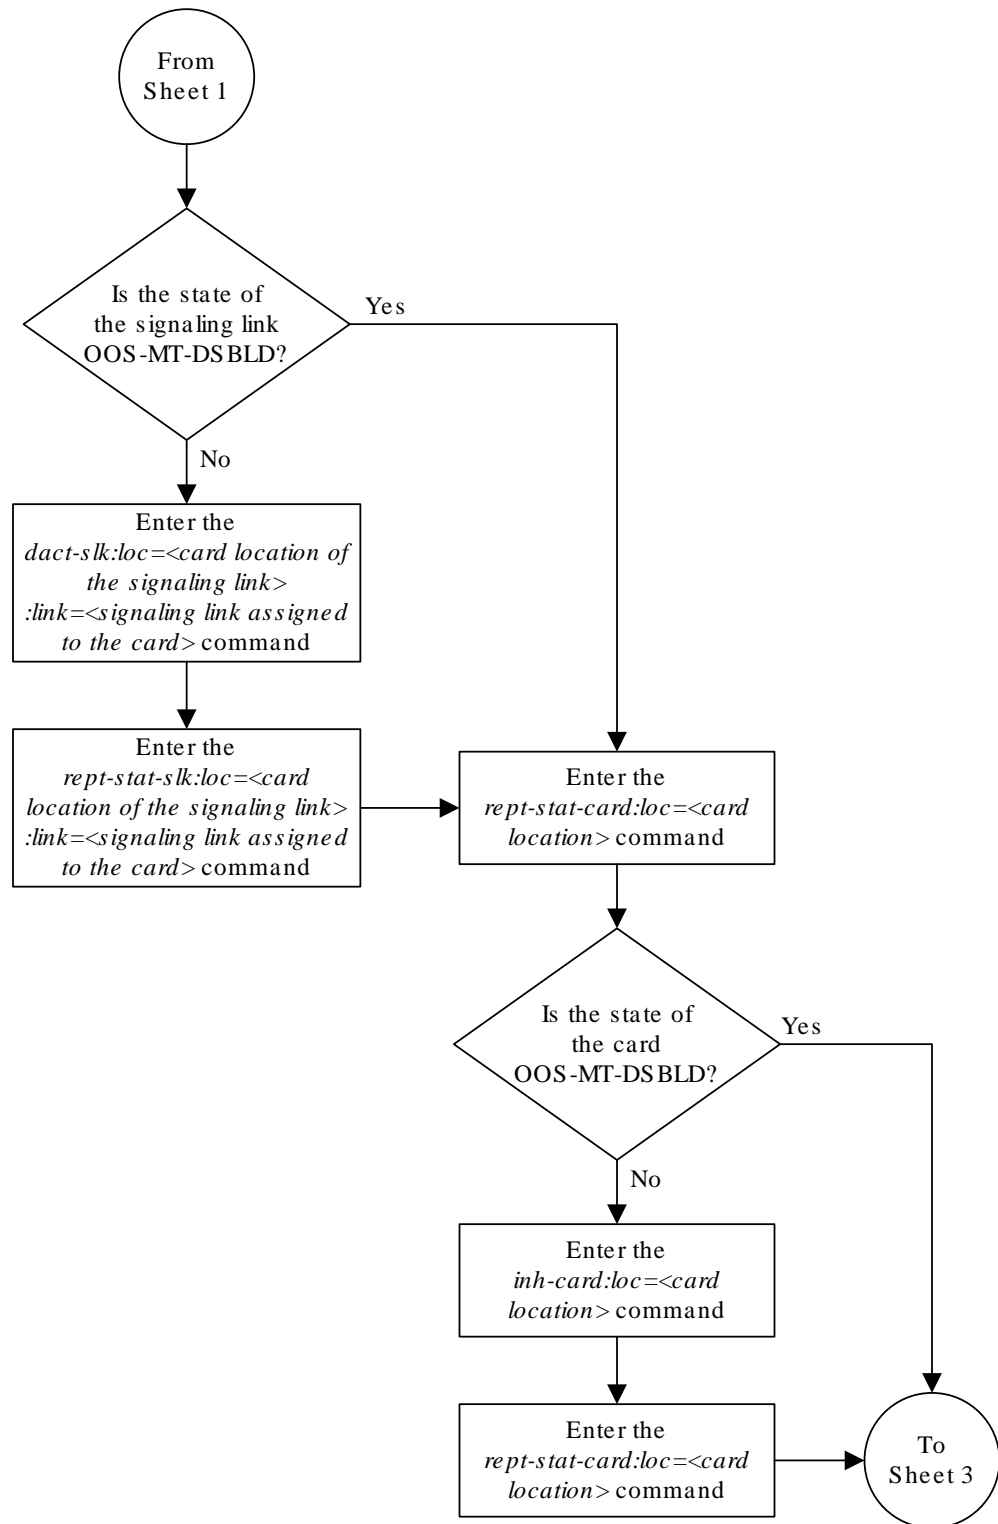 From
Sheet 1
Is the state of
the signaling link
OOS-MT-DSBLD?
Yes
No
Enter the
dact-slk:loc=<card location of
the signaling link>
:link=<signaling link assigned
to the card> command
Enter the
rept-stat-slk:loc=<card
location of the signaling link>
:link=<signaling link assigned
to the card> command
Enter the
rept-stat-card:loc=<card
location> command
Is the state of
the card
OOS-MT-DSBLD?
Yes
No
Enter the
inh-card:loc=<card
location> command
Enter the
rept-stat-card:loc=<card
location> command
To
Sheet 3